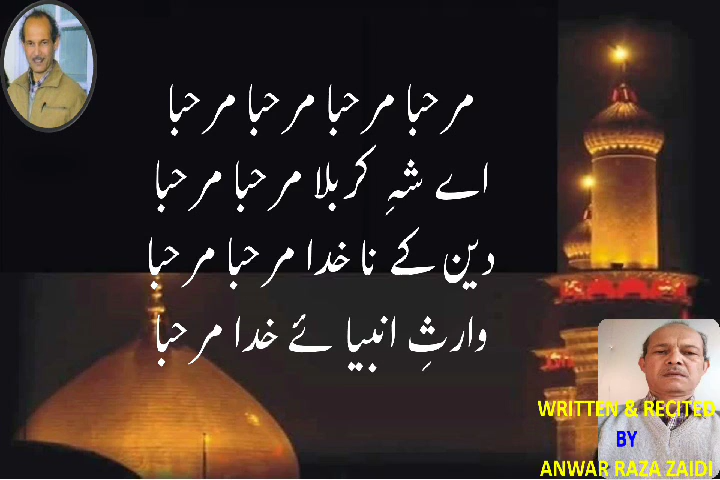 مرحبا مرحبا مرحبا مرحبا
اے شہِ کربلا مرحبا مرحبا
دین کے ناخدا مرحبا مرحبا
وارثِ انبیائے خدا مرحبا
WRITTEN & RECITED
BY
ANWAR RAZA ZAIDI